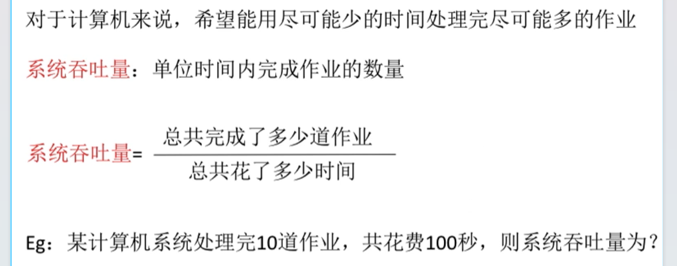 对于计算机来说，希望能用尽可能少的时间处理完尽可能多的作业
系统吞吐量：单位时间内完成作业的数量
系统吞吐量=
总共完成了多少道作业
总共花了多少时间
Eg：某计算机系统处理完10道作业，共花费100秒，则系统吞吐量为？